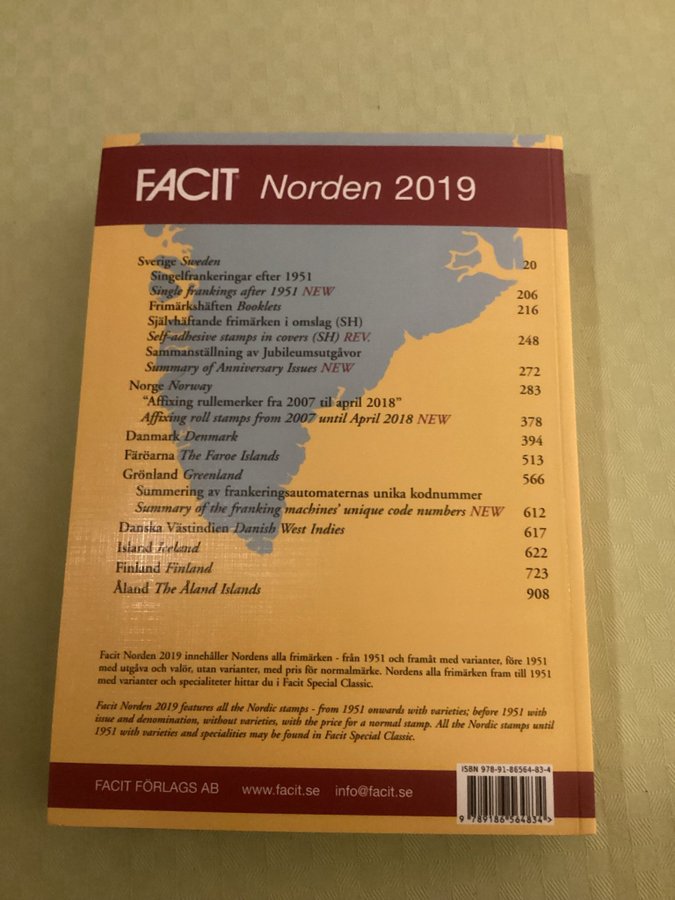 FACIT Norden 2019
Sverige Sweden 20
Singelfrankeringar efter 1951
Single frankings after 1951 NEW 206
Frimärkshäften Booklets 216
Självhäftande frimärken i omslag (SH)
Self-adhesive stamps in covers (SH) REV. 248
Sammanställning av Jubileumsutgåvor
Summary of Anniversary Issues NEW 272
Norge Norway 283
"Affixing rullemerker fra 2007 til april 2018"
Affixing roll stamps from 2007 until April 2018 NEW 378
Danmark Denmark 394
Färöarna The Faroe Islands 513
Grönland Greenland 566
Summering av frankeringsautomaternas unika kodnummer
Summary of the franking machines' unique code numbers NEW 612
Danska Västindien Danish West Indies 617
Island Iceland 622
Finland Finland 723
Åland The Åland Islands 908
Facit Norden 2019 innehåller Nordens alla frimärken - från 1951 och framåt med varianter, före 1951
med utgåva och valör, utan varianter, med pris för normalmärke. Nordens alla frimärken fram till 1951
med varianter och specialiteter hittar du i Facit Special Classic.
Facit Norden 2019 features all the Nordic stamps - from 1951 onwards with varieties; before 1951 with
issue and denomination, without varieties, with the price for a normal stamp. All the Nordic stamps until
1951 with varieties and specialities may be found in Facit Special Classic.
ISBN 978-91-86564-83-4
FACIT FÖRLAGS AB www.facit.se info@facit.se
9 789186 564834 >